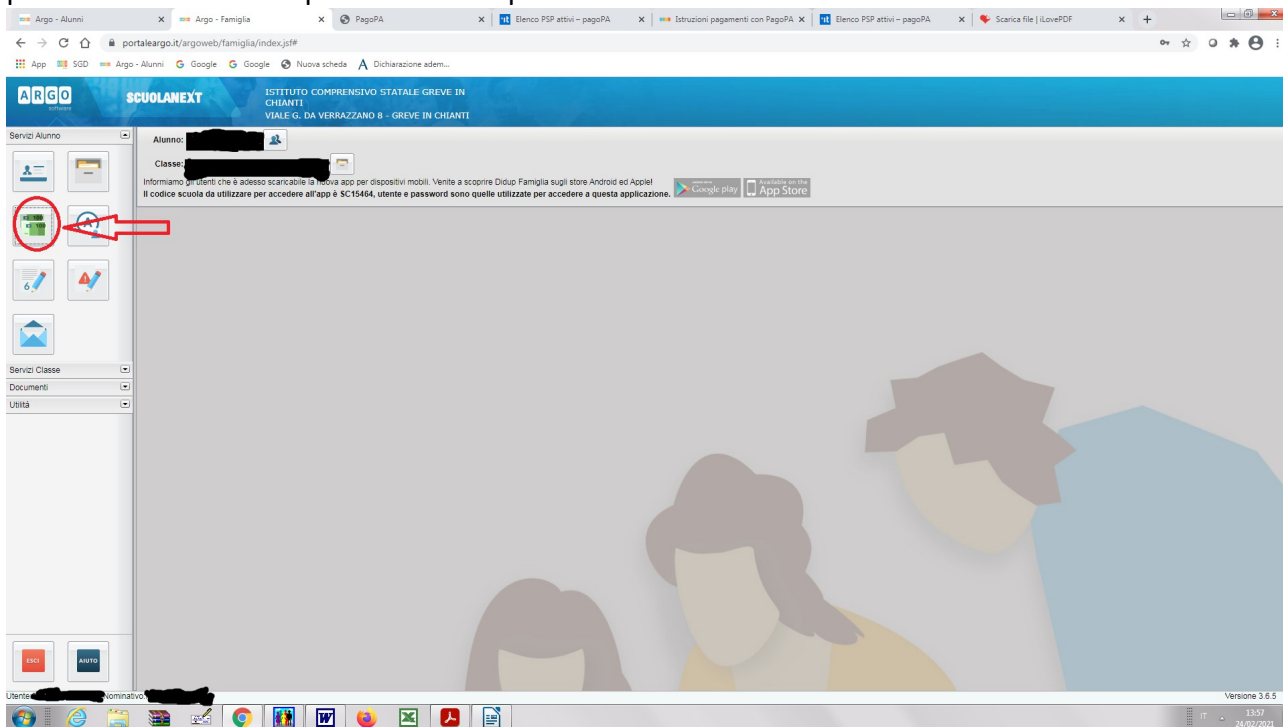 Argo - Alunni
Argo - Famiglia
PagoPA
Elenco PSP attivi – pagoPA
Istruzioni pagamenti con PagoPA
Elenco PSP attivi – pagoPA
Scarica file | iLovePDF
portaleargo.it/argoweb/famiglia/index.jsf#
App
SGD
Argo - Alunni
Google
Google
Nuova scheda
Dichiarazione adem...
ARGO
software
SCUOLANEXT
ISTITUTO COMPRENSIVO STATALE GREVE IN
CHIANTI
VIALE G. DA VERRAZZANO 8 - GREVE IN CHIANTI
Servizi Alunno
Alunno:
Classe:
Informiamo gli utenti che è adesso scaricabile la nuova app per dispositivi mobili. Venite a scoprire Didup Famiglia sugli store Android ed Apple!
Il codice scuola da utilizzare per accedere all'app è SC15464, utente e password sono quelle utilizzate per accedere a questa applicazione.
Google play
Available on the
App Store
100
100
A
6
Servizi Classe
Documenti
Utilità
ESCI
AIUTO
Utente:
Nominativo:
Versione 3.6.5
IT
13:57
24/02/2021